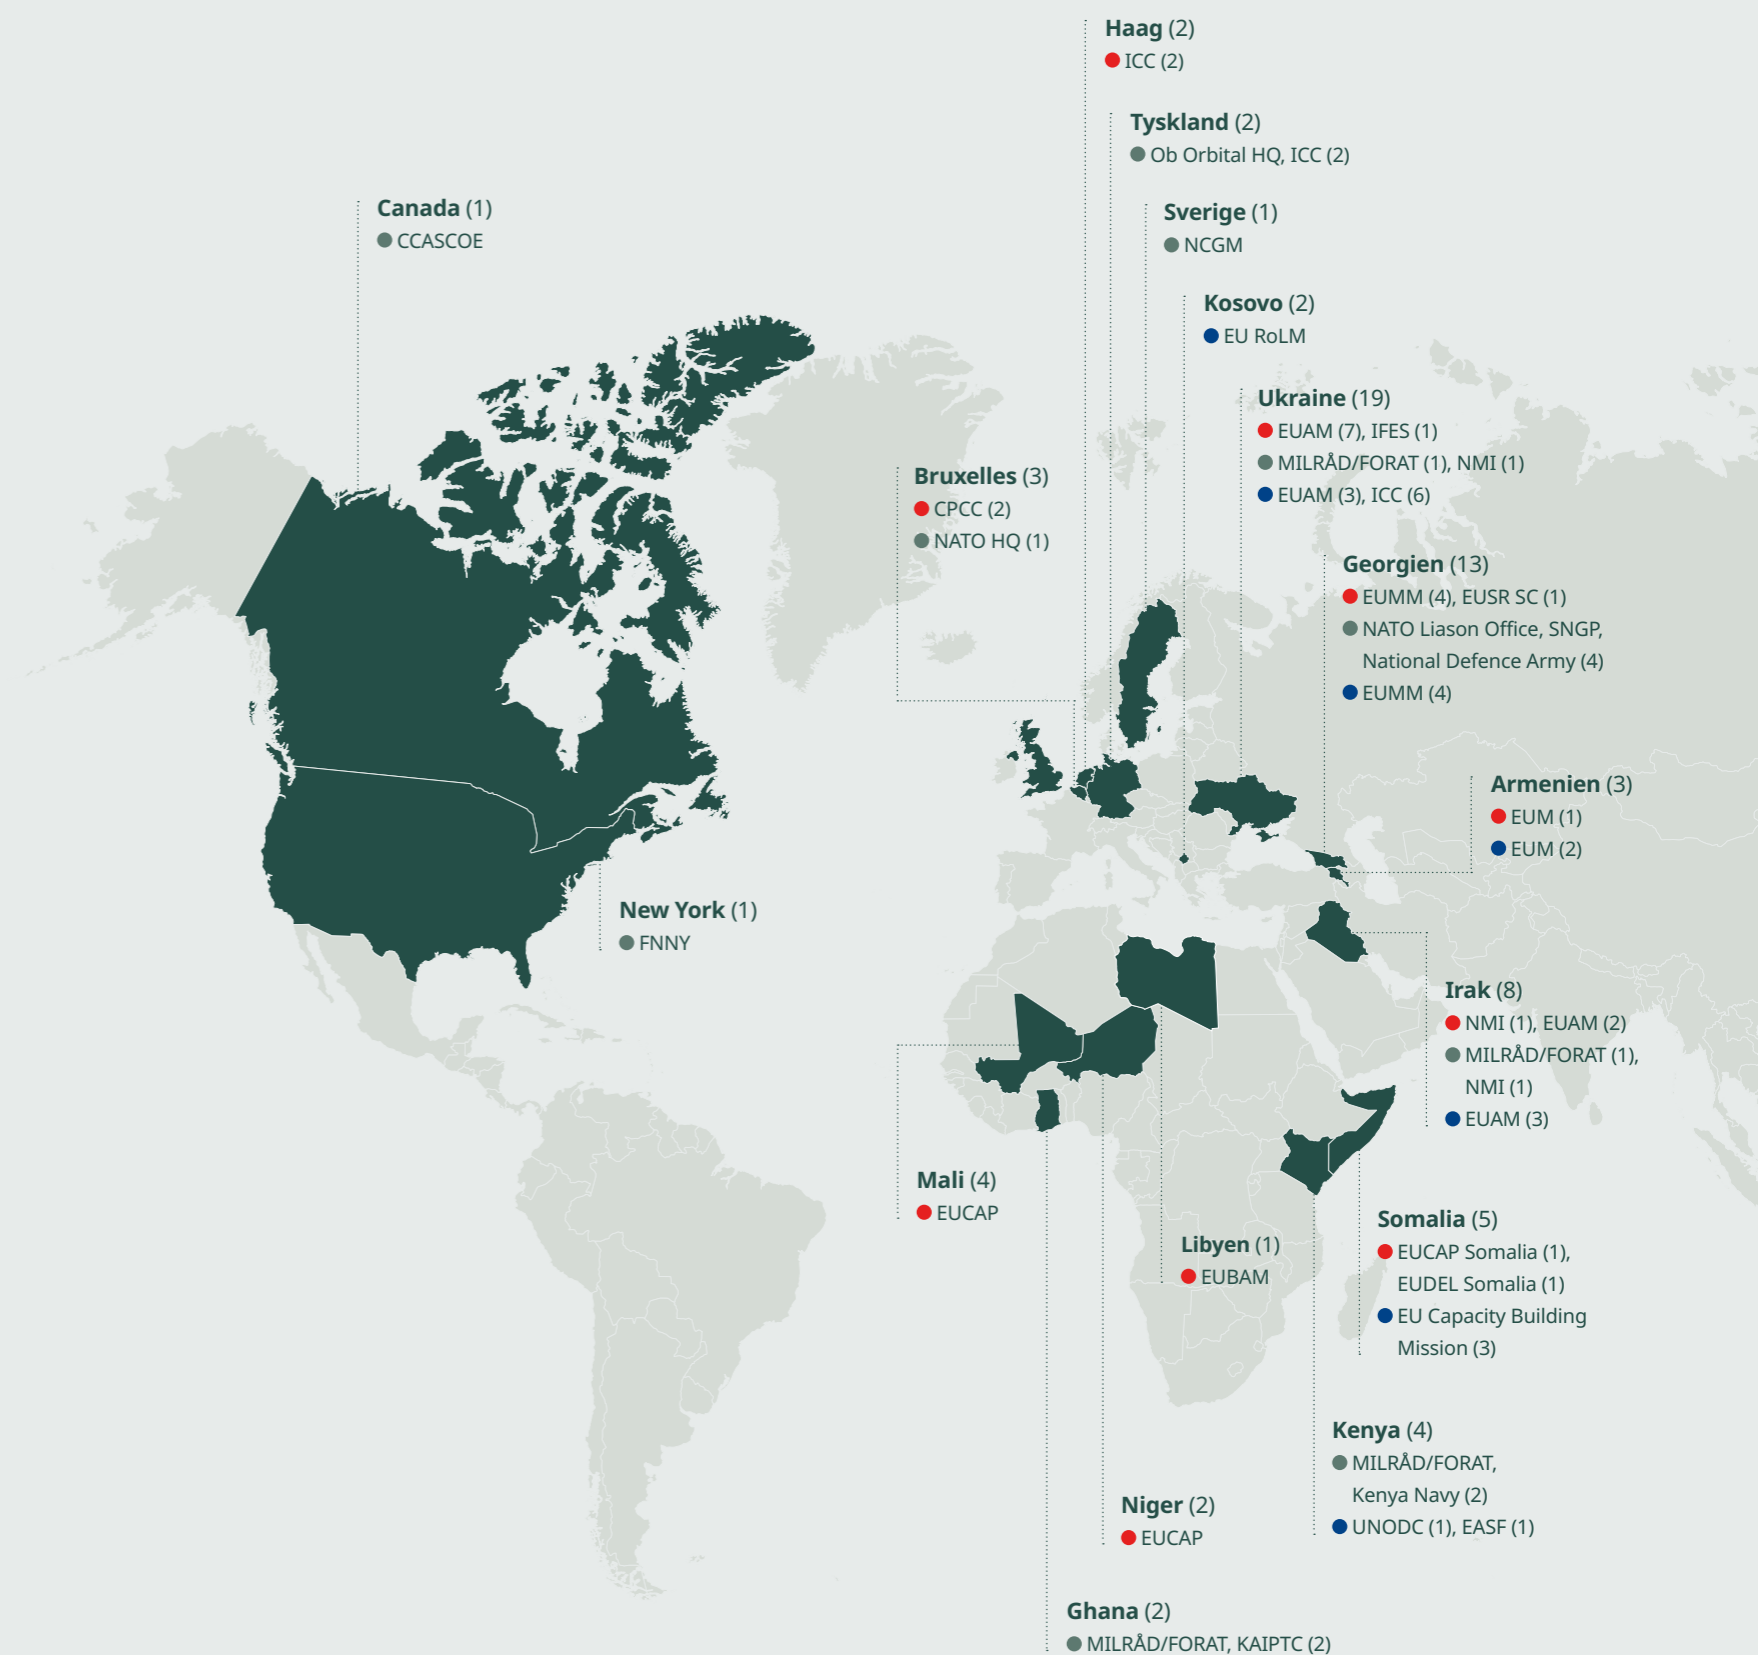 Haag (2)
ICC (2)
Tyskland (2)
Ob Orbital HQ, ICC (2)
Canada (1)
CCASCOE
Sverige (1)
NCGM
Kosovo (2)
EU RoLM
Ukraine (19)
EUAM (7), IFES (1)
MILRÅD/FORAT (1), NMI (1)
EUAM (3), ICC (6)
Bruxelles (3)
CPCC (2)
NATO HQ (1)
Georgien (13)
EUMM (4), EUSR SC (1)
NATO Liason Office, SNGP,
National Defence Army (4)
EUMM (4)
Armenien (3)
EUM (1)
EUM (2)
New York (1)
FNNY
Irak (8)
NMI (1), EUAM (2)
MILRÅD/FORAT (1),
NMI (1)
EUAM (3)
Mali (4)
EUCAP
Libyen (1)
EUBAM
Somalia (5)
EUCAP Somalia (1),
EUDEL Somalia (1)
EU Capacity Building
Mission (3)
Kenya (4)
MILRÅD/FORAT,
Kenya Navy (2)
UNODC (1), EASF (1)
Niger (2)
EUCAP
Ghana (2)
MILRÅD/FORAT, KAIPTC (2)